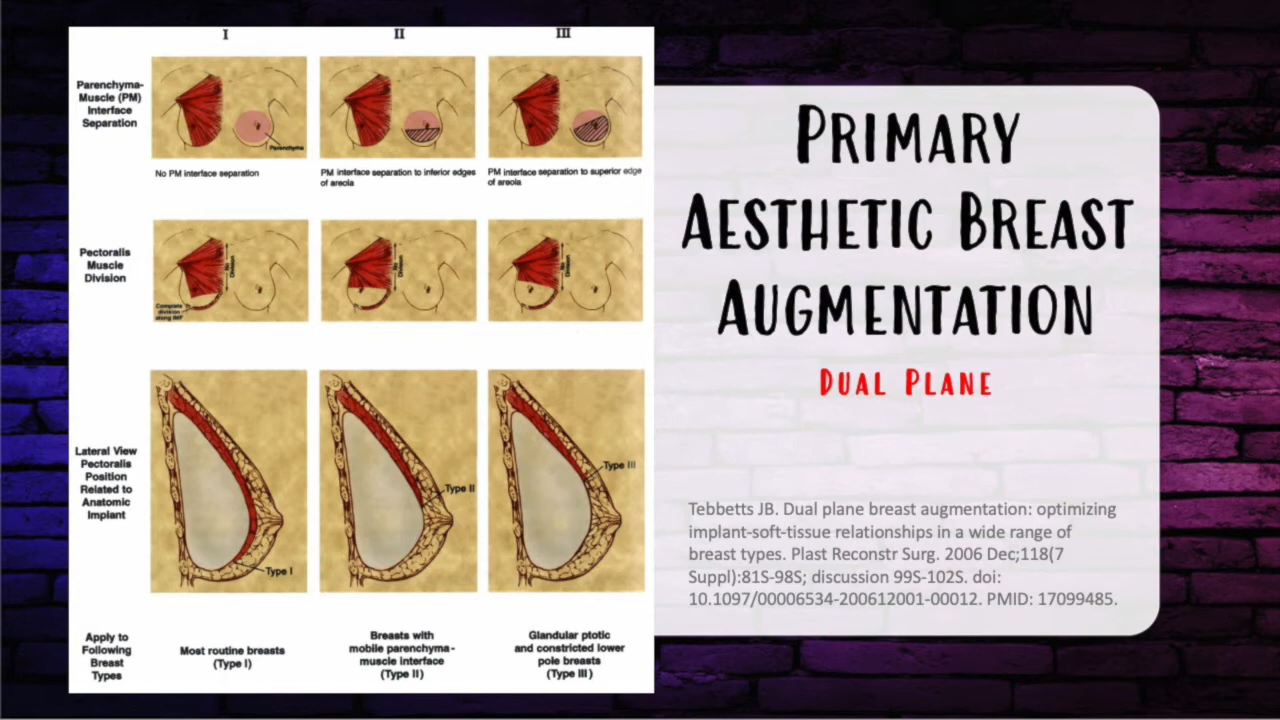 I II III
Parenchyma-
Muscle (PM)
Interface
Separation
Parenchyma
No PM interface separation
PM interface separation to inferior edges
of areola
PM interface separation to superior edge
of areola
Pectoralis
Muscle
Division
No
Division
Complete
division
along IMF
No
Division
No
Division
Lateral View
Pectoralis
Position
Related to
Anatomic
Implant
Type I
Type II
Type III
Apply to
Following
Breast
Types
Most routine breasts
(Type I)
Breasts with
mobile parenchyma-
muscle interface
(Type II)
Glandular ptotic
and constricted lower
pole breasts
(Type III)
PRIMARY
AESTHETIC BREAST
AUGMENTATION
DUAL PLANE
Tebbetts JB. Dual plane breast augmentation: optimizing
implant-soft-tissue relationships in a wide range of
breast types. Plast Reconstr Surg. 2006 Dec;118(7
Suppl):81S-98S; discussion 99S-102S. doi:
10.1097/00006534-200612001-00012. PMID: 17099485.